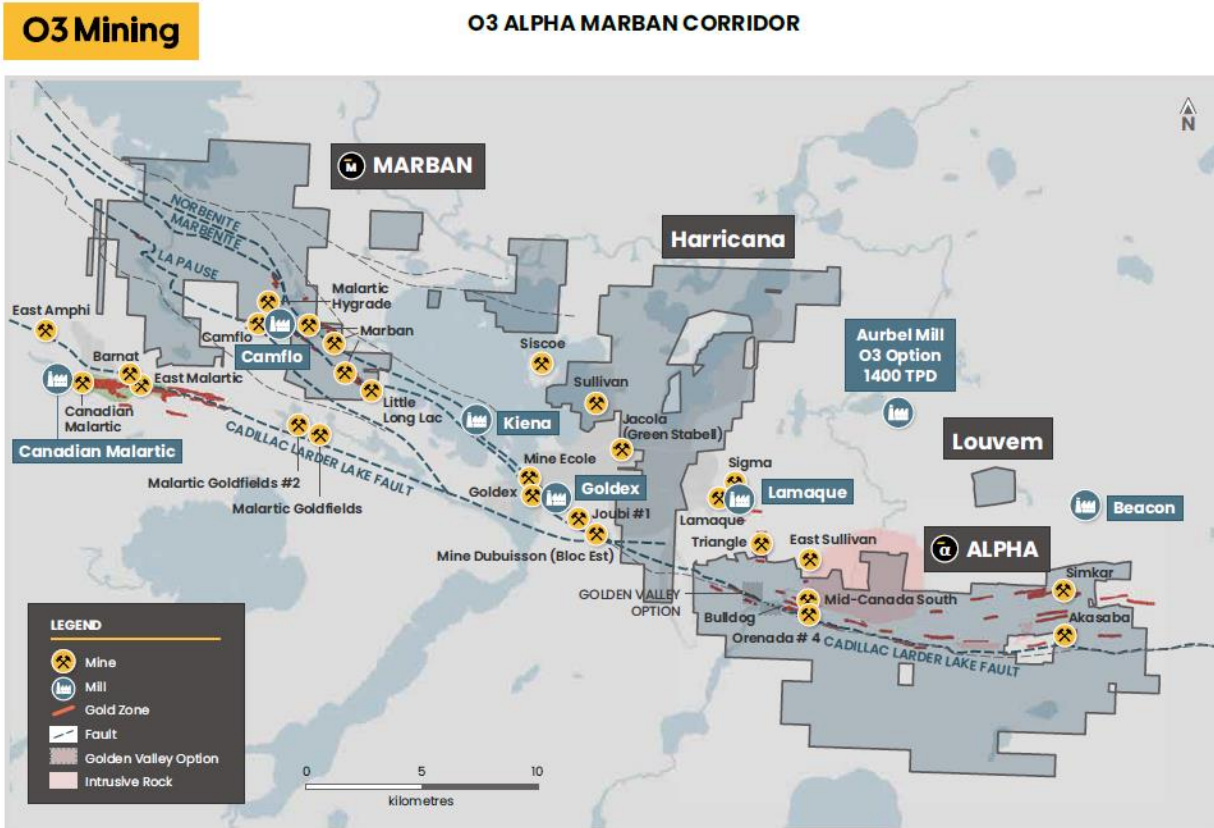 O3 Mining
O3 ALPHA MARBAN CORRIDOR
N
MARBAN
NORBENITE
MARBENITE
LA PAUSE
Harricana
East Amphi
Malartic
Hygrade
Camflo
Marban
Camflo
Barnat
East Malartic
Siscoe
Sullivan
Aurbel Mill
O3 Option
1400 TPD
Canadian
Malartic
Little
Long Lac
Kiena
Jacola
(Green Stabell)
Canadian Malartic
CADILLAC LARDER LAKE FAULT
Louvem
Malartic Goldfields #2
Malartic Goldfields
Mine Ecole
Goldex
Goldex
Sigma
Lamaque
Lamaque
Beacon
Joubi #1
Mine Dubuisson (Bloc Est)
Triangle
East Sullivan
α ALPHA
Simkar
GOLDEN VALLEY
OPTION
Bulldog
Mid-Canada South
Orenada # 4
Akasaba
CADILLAC LARDER LAKE FAULT
LEGEND
Mine
Mill
Gold Zone
Fault
Golden Valley Option
Intrusive Rock
0
5
10
kilometres